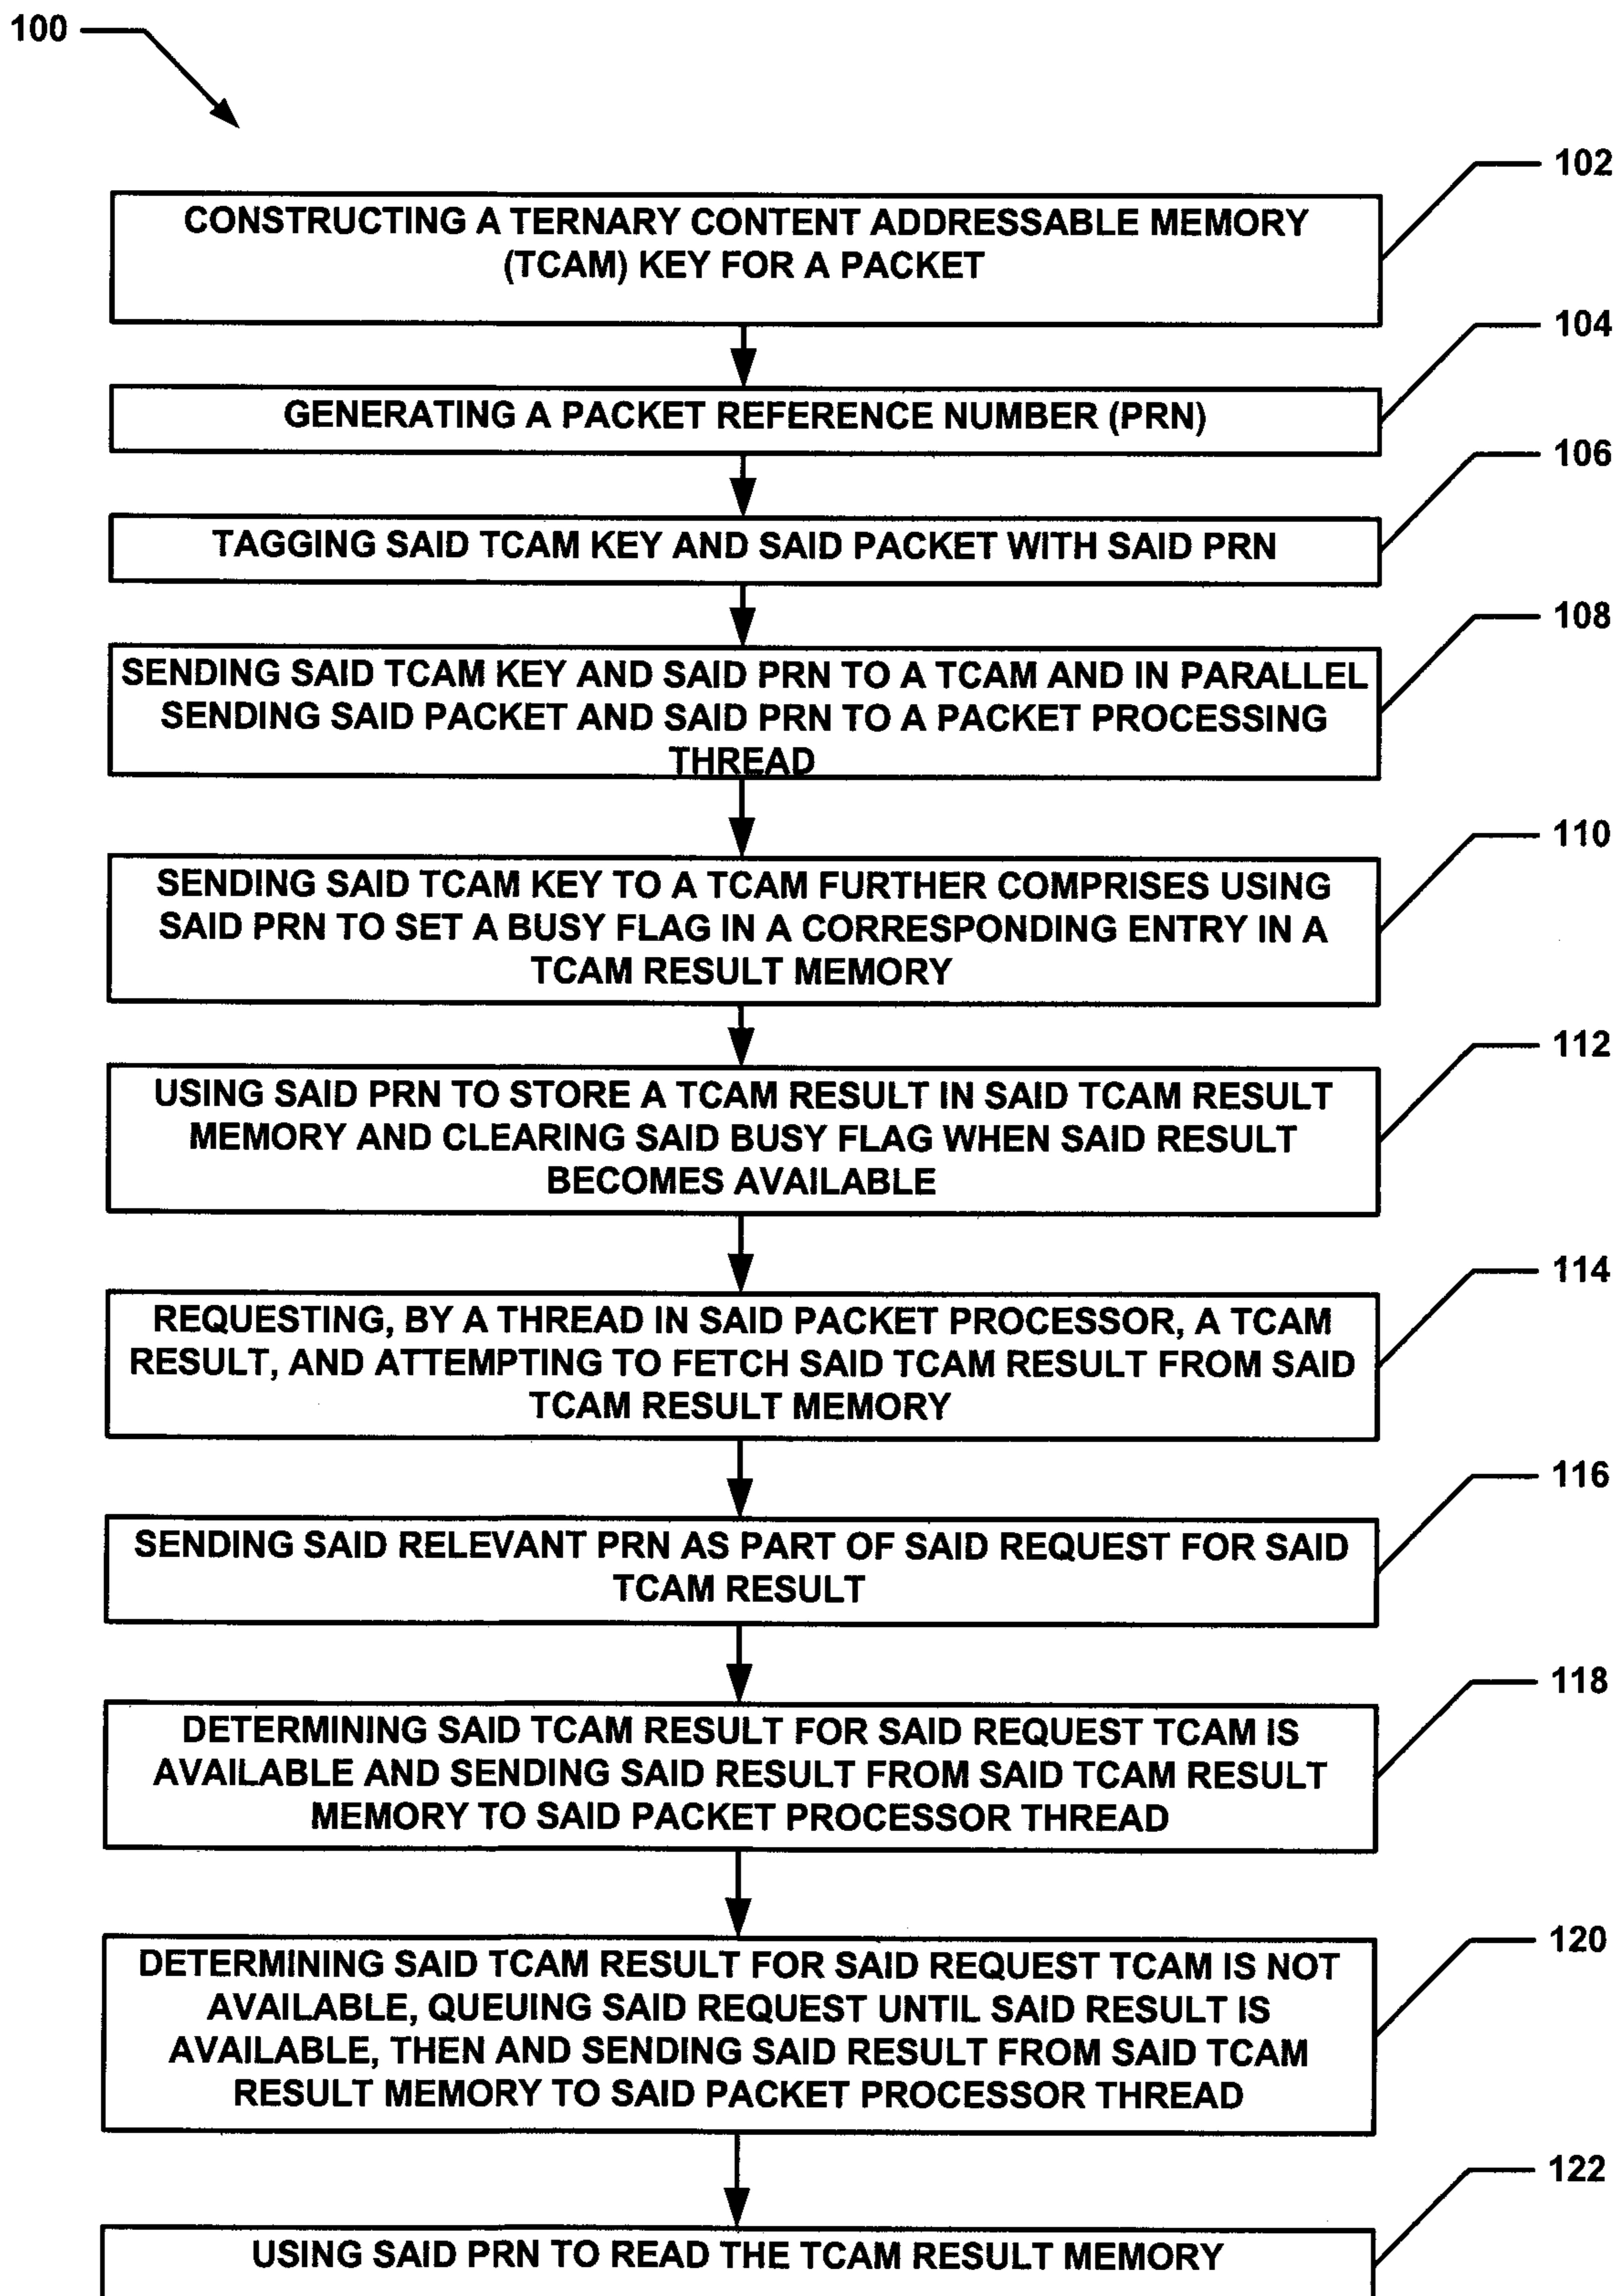 100
102
CONSTRUCTING A TERNARY CONTENT ADDRESSABLE MEMORY
(TCAM) KEY FOR A PACKET
104
GENERATING A PACKET REFERENCE NUMBER (PRN)
106
TAGGING SAID TCAM KEY AND SAID PACKET WITH SAID PRN
108
SENDING SAID TCAM KEY AND SAID PRN TO A TCAM AND IN PARALLEL
SENDING SAID PACKET AND SAID PRN TO A PACKET PROCESSING
THREAD
110
SENDING SAID TCAM KEY TO A TCAM FURTHER COMPRISES USING
SAID PRN TO SET A BUSY FLAG IN A CORRESPONDING ENTRY IN A
TCAM RESULT MEMORY
112
USING SAID PRN TO STORE A TCAM RESULT IN SAID TCAM RESULT
MEMORY AND CLEARING SAID BUSY FLAG WHEN SAID RESULT
BECOMES AVAILABLE
114
REQUESTING, BY A THREAD IN SAID PACKET PROCESSOR, A TCAM
RESULT, AND ATTEMPTING TO FETCH SAID TCAM RESULT FROM SAID
TCAM RESULT MEMORY
116
SENDING SAID RELEVANT PRN AS PART OF SAID REQUEST FOR SAID
TCAM RESULT
118
DETERMINING SAID TCAM RESULT FOR SAID REQUEST TCAM IS
AVAILABLE AND SENDING SAID RESULT FROM SAID TCAM RESULT
MEMORY TO SAID PACKET PROCESSOR THREAD
120
DETERMINING SAID TCAM RESULT FOR SAID REQUEST TCAM IS NOT
AVAILABLE, QUEUING SAID REQUEST UNTIL SAID RESULT IS
AVAILABLE, THEN AND SENDING SAID RESULT FROM SAID TCAM
RESULT MEMORY TO SAID PACKET PROCESSOR THREAD
122
USING SAID PRN TO READ THE TCAM RESULT MEMORY